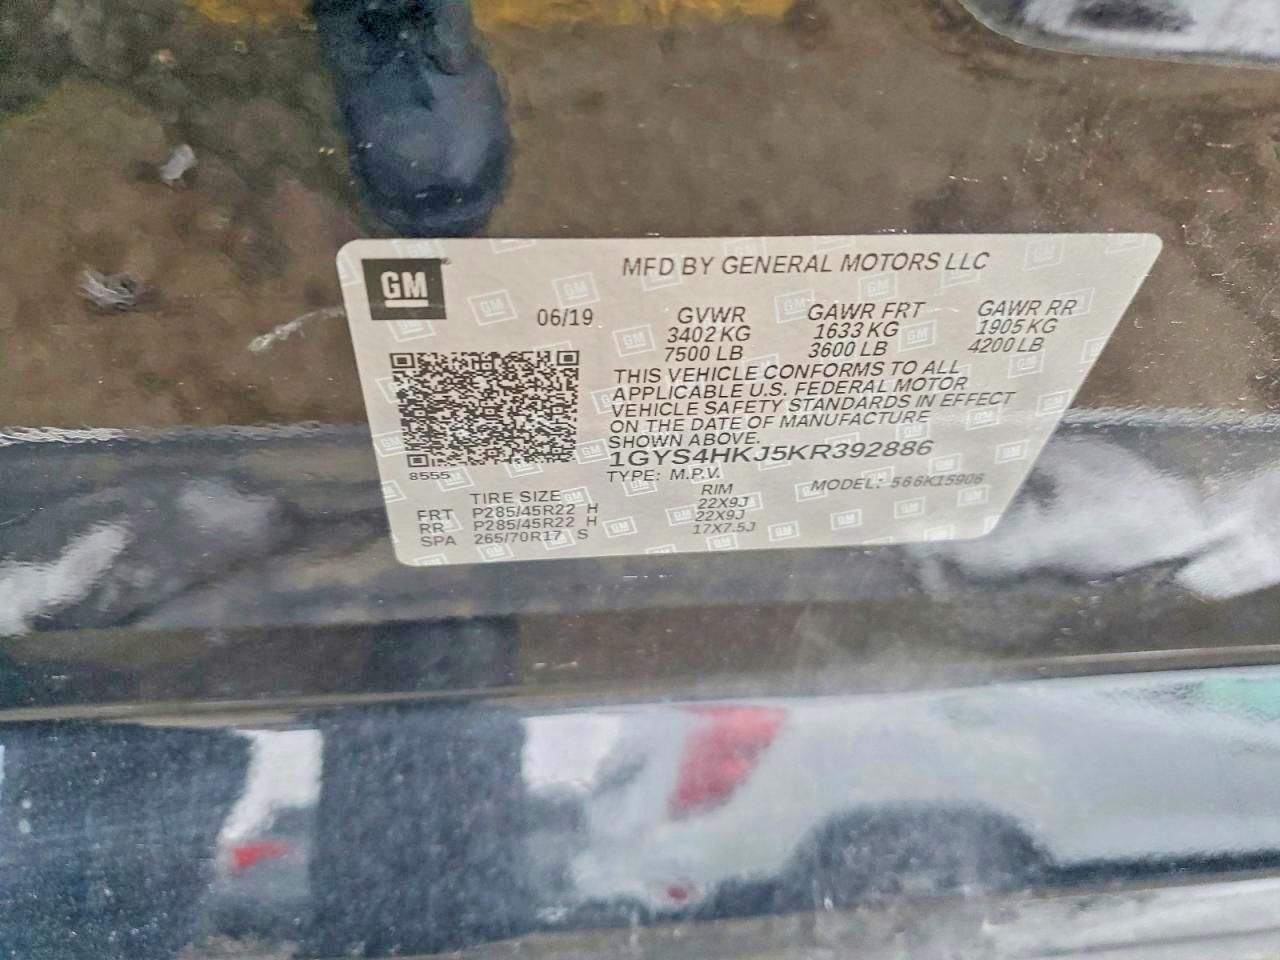 GM
MFD BY GENERAL MOTORS LLC
06/19
GVWR GAWR FRT GAWR RR
3402 KG 1633 KG 1905 KG
7500 LB 3600 LB 4200 LB
THIS VEHICLE CONFORMS TO ALL
APPLICABLE U.S. FEDERAL MOTOR
VEHICLE SAFETY STANDARDS IN EFFECT
ON THE DATE OF MANUFACTURE
SHOWN ABOVE.
1GYS4HKJ5KR392886
8555
TYPE: M.P.V. MODEL: 566K15906
TIRE SIZE RIM
FRT P285/45R22 H 22X9J
RR P285/45R22 H 22X9J
SPA 265/70R17 S 17X7.5J